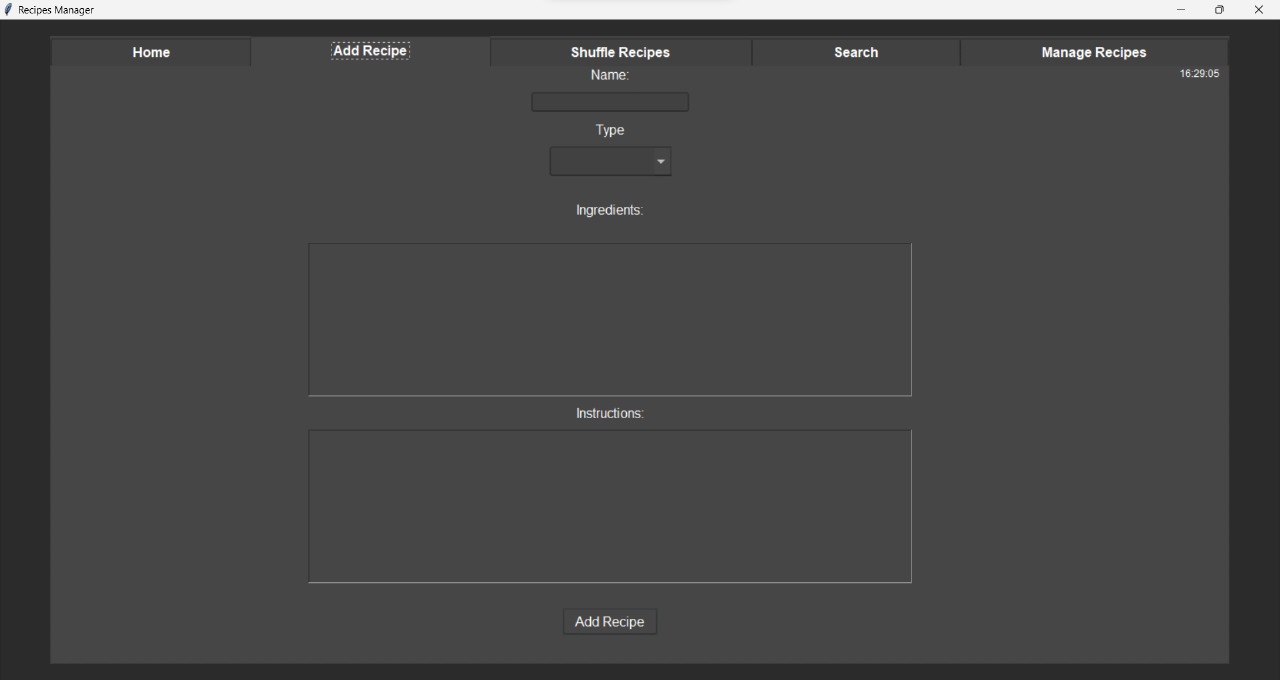 Recipes Manager
Home Add Recipe Shuffle Recipes Search Manage Recipes
Name:
16:29:05
Type
Ingredients:
Instructions:
Add Recipe